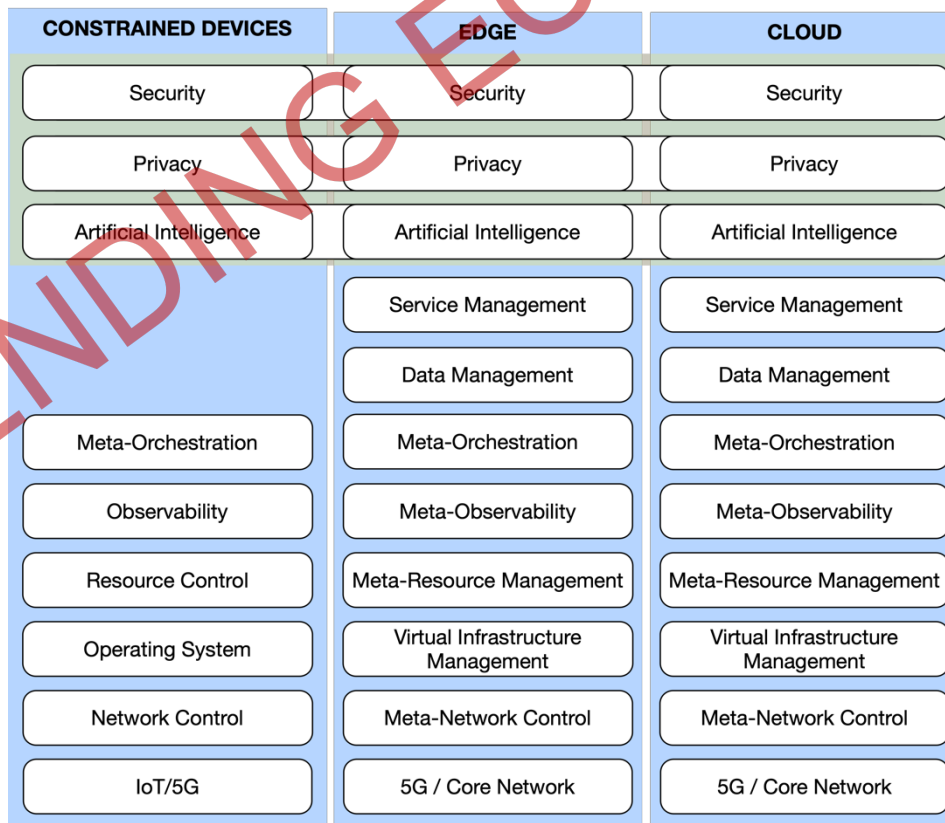 CONSTRAINED DEVICES
EDGE
CLOUD
Security
Security
Security
Privacy
Privacy
Privacy
Artificial Intelligence
Artificial Intelligence
Artificial Intelligence
Service Management
Service Management
Data Management
Data Management
Meta-Orchestration
Meta-Orchestration
Meta-Orchestration
Observability
Meta-Observability
Meta-Observability
Resource Control
Meta-Resource Management
Meta-Resource Management
Operating System
Virtual Infrastructure
Management
Virtual Infrastructure
Management
Network Control
Meta-Network Control
Meta-Network Control
IoT/5G
5G / Core Network
5G / Core Network